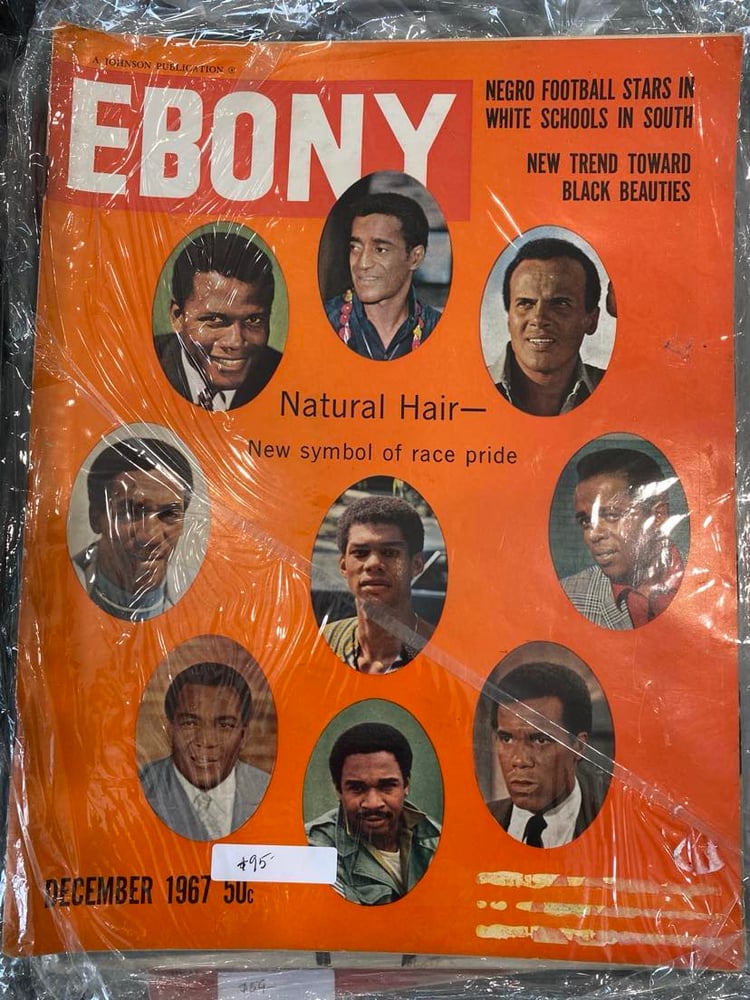 A JOHNSON PUBLICATION ®
EBONY
NEGRO FOOTBALL STARS IN
WHITE SCHOOLS IN SOUTH
NEW TREND TOWARD
BLACK BEAUTIES
Natural Hair—
New symbol of race pride
$95-
DECEMBER 1967 50c